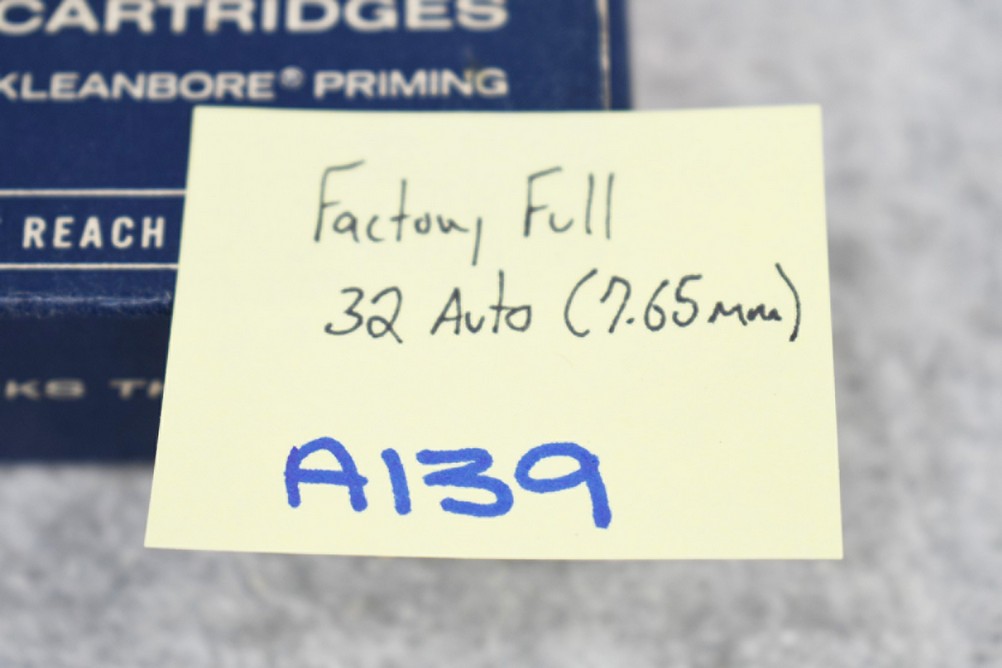 CARTRIDGES
KLEANBORE® PRIMING
REACH
Factory Full
32 Auto (7.65mm)
A139